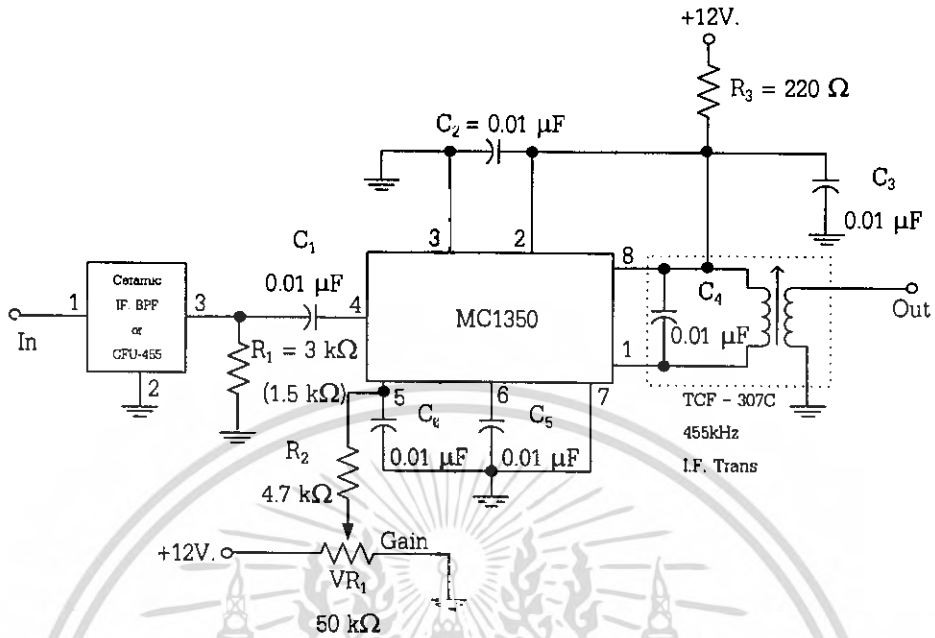 +12V.
R3 = 220 Ω
C2 = 0.01 µF
C3
0.01 µF
3
2
C1
0.01 µF
8
C4
Ceramic
IF. BPF
or
CFU-455
1
3
4
MC1350
0.01 µF
Out
In
R1 = 3 kΩ
(1.5 kΩ)
2
1
5
6
7
TCF - 307C
455kHz
I.F. Trans
C6
C5
R2
0.01 µF
0.01 µF
4.7 kΩ
Gain
+12V.
VR1
50 kΩ